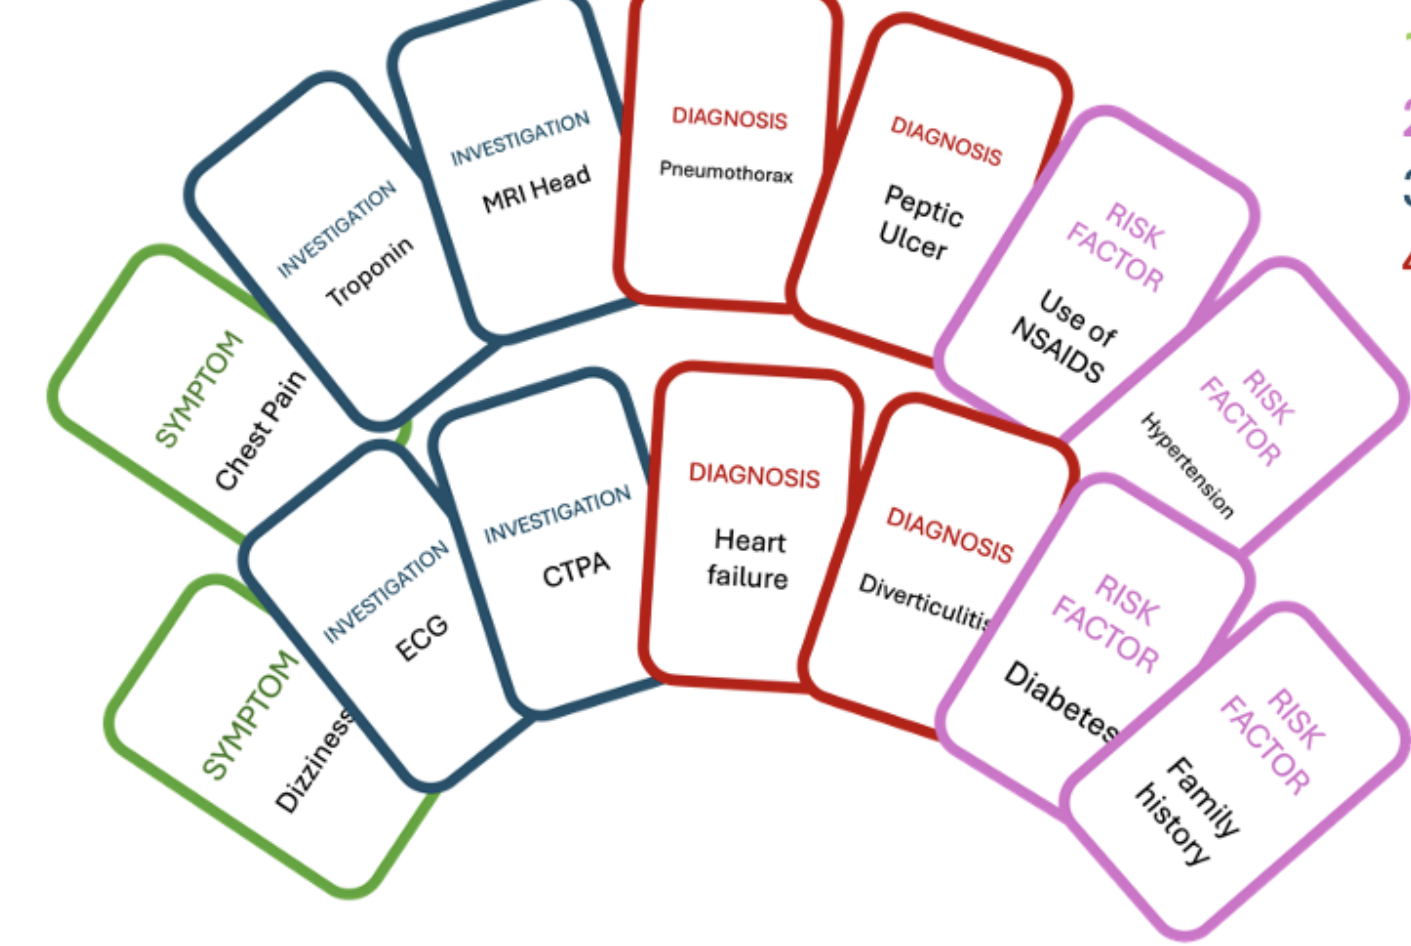 SYMPTOM
Chest Pain
INVESTIGATION
Troponin
INVESTIGATION
MRI Head
DIAGNOSIS
Pneumothorax
DIAGNOSIS
Peptic
Ulcer
RISK
FACTOR
Use of
NSAIDS
RISK
FACTOR
Hypertension
SYMPTOM
Dizziness
INVESTIGATION
ECG
INVESTIGATION
CTPA
DIAGNOSIS
Heart
failure
DIAGNOSIS
Diverticulitis
RISK
FACTOR
Diabetes
RISK
FACTOR
Family
history